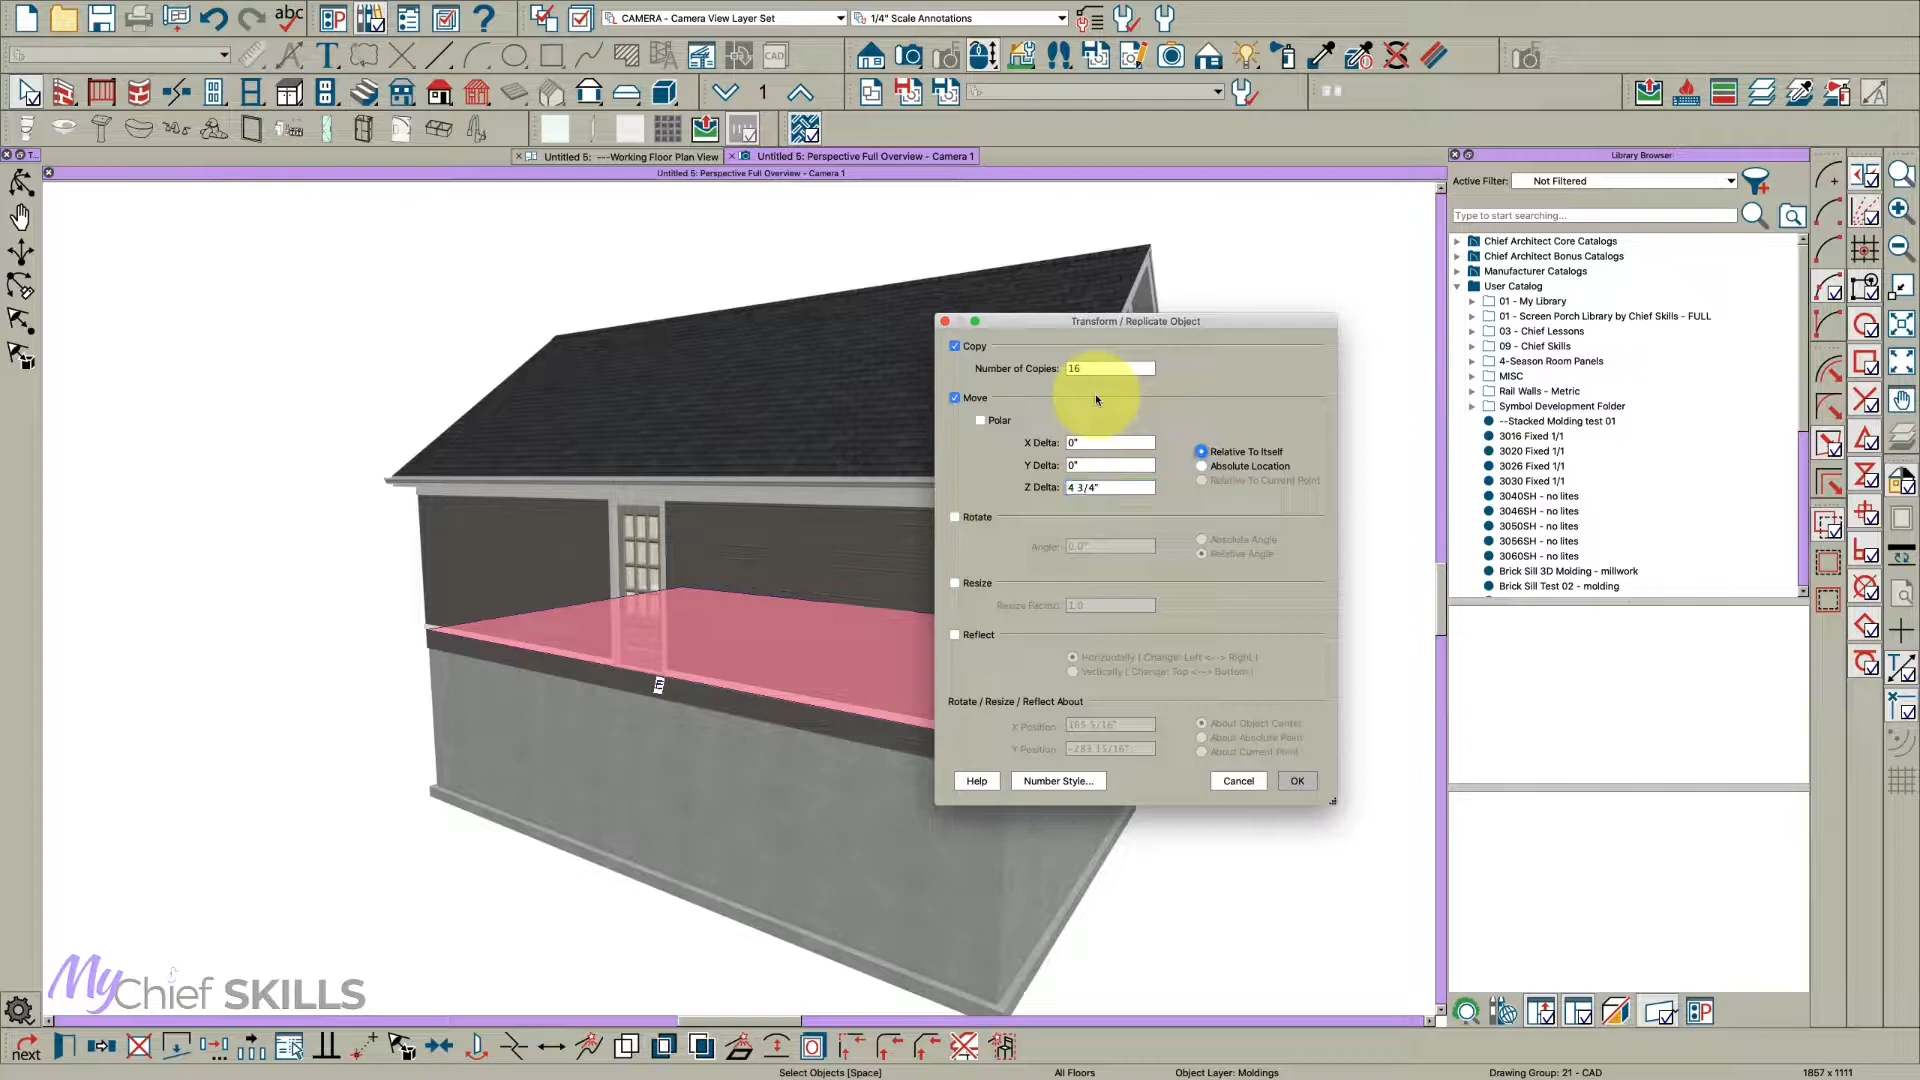 abc
CAMERA - Camera View Layer Set
1/4" Scale Annotations
T
CAD
1
T...
Untitled 5: ---Working Floor Plan View
Untitled 5: Perspective Full Overview - Camera 1
Untitled 5: Perspective Full Overview - Camera 1
Library Browser
Active Filter:
Not Filtered
Type to start searching...
Chief Architect Core Catalogs
Chief Architect Bonus Catalogs
Manufacturer Catalogs
User Catalog
01 - My Library
01 - Screen Porch Library by Chief Skills - FULL
03 - Chief Lessons
09 - Chief Skills
4-Season Room Panels
MISC
Rail Walls - Metric
Symbol Development Folder
--Stacked Molding test 01
3016 Fixed 1/1
3020 Fixed 1/1
3026 Fixed 1/1
3030 Fixed 1/1
3040SH - no lites
3046SH - no lites
3050SH - no lites
3056SH - no lites
3060SH - no lites
Brick Sill 3D Molding - millwork
Brick Sill Test 02 - molding
Transform / Replicate Object
Copy
Number of Copies: 16
Move
Polar
X Delta: 0"
Y Delta: 0"
Z Delta: 4 3/4"
Relative To Itself
Absolute Location
Relative To Current Point
Rotate
Angle: 0.0°
Absolute Angle
Relative Angle
Resize
Resize Factor: 1.0
Reflect
Horizontally ( Change: Left <--> Right )
Vertically ( Change: Top <--> Bottom )
Rotate / Resize / Reflect About
X Position
Y Position
About Object Center
About Absolute Point
About Current Point
Help
Number Style...
Cancel
OK
My Chief SKILLS
next
Select Objects [Space]
All Floors
Object Layer: Moldings
Drawing Group: 21 - CAD
1857 x 1111